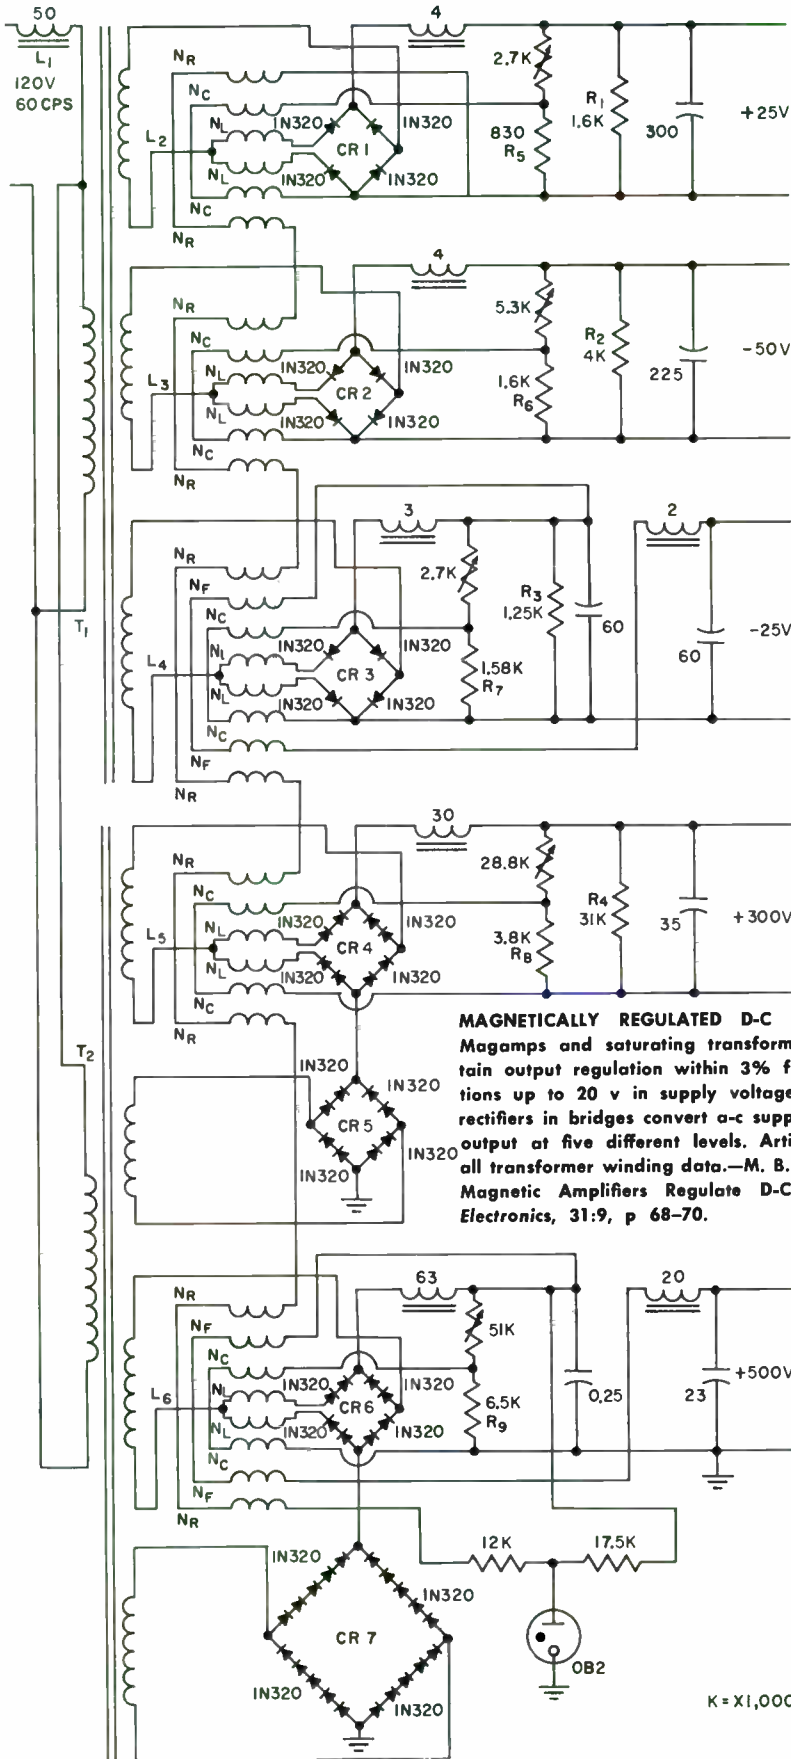 50
L1
120V
60 CPS
4
NR
NC
NL
NL
NC
NR
L2
IN320
IN320
IN320
IN320
CR 1
2.7K
830
R5
R1
1.6K
300
+25V
4
NR
NC
NL
NL
NC
NR
L3
IN320
IN320
IN320
IN320
CR 2
5.3K
1.6K
R6
R2
4K
225
-50V
3
2
NR
NF
NC
NL
NL
NC
NF
NR
T1
L4
IN320
IN320
IN320
IN320
CR 3
2.7K
1.58K
R7
R3
1.25K
60
60
-25V
30
NR
NC
NL
NL
NC
NR
L5
T2
IN320
IN320
IN320
IN320
CR 4
28.8K
3.8K
R8
R4
31K
35
+300V
IN320
IN320
IN320
IN320
CR 5
MAGNETICALLY REGULATED D-C
Magamps and saturating transform
tain output regulation within 3% f
tions up to 20 v in supply voltage
rectifiers in bridges convert a-c supp
output at five different levels. Arti
all transformer winding data.—M. B.
Magnetic Amplifiers Regulate D-C
Electronics, 31:9, p 68–70.
63
20
NR
NF
NC
NL
NL
NC
NF
NR
L6
IN320
IN320
IN320
IN320
CR 6
51K
6.5K
R9
0.25
23
+500V
IN320
IN320
IN320
IN320
CR 7
12K
17.5K
OB2
K = X1,000